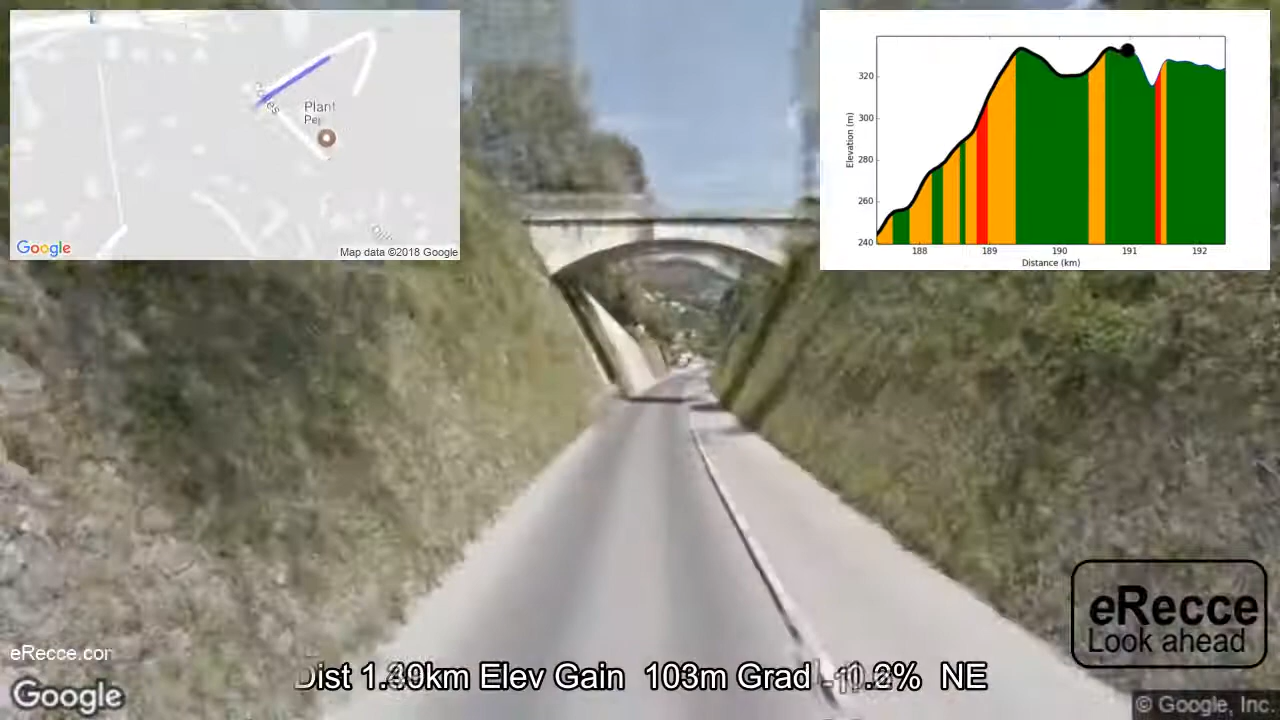 Plant
Google
Map data ©2018 Google
Elevation (m)
320
300
280
260
240
188
189
190
191
192
Distance (km)
eRecce
Look ahead
eRecce.com
Elev Gain 103m Grad NE
Google
© Google, Inc.